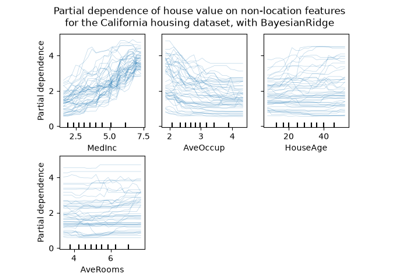 Partial dependence of house value on non-location features
for the California housing dataset, with BayesianRidge
Partial dependence
4
2
0
2.5
5.0
7.5
MedInc
2
3
4
AveOccup
20
40
HouseAge
Partial dependence
4
2
0
4
6
AveRooms